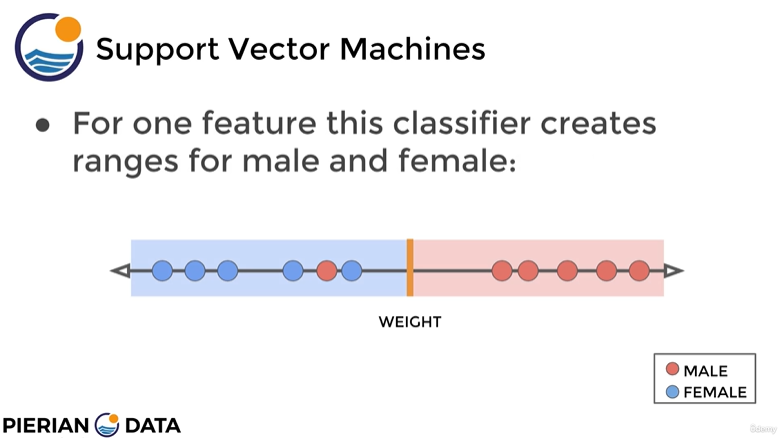 Support Vector Machines
● For one feature this classifier creates
ranges for male and female:
WEIGHT
MALE
FEMALE
PIERIAN DATA
ûdemy